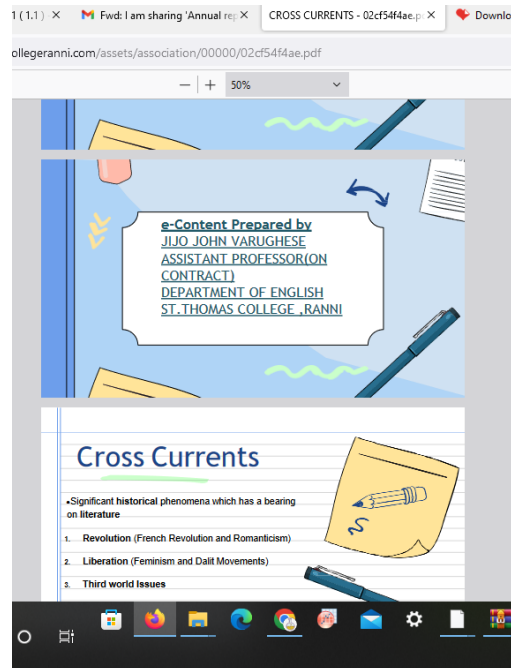 1 ( 1.1 ) ×
Fwd: I am sharing 'Annual rep ×
CROSS CURRENTS - 02cf54f4ae.p ×
Downlo
ollegeranni.com/assets/association/00000/02cf54f4ae.pdf
— + 50%
e-Content Prepared by
JIJO JOHN VARUGHESE
ASSISTANT PROFESSOR(ON
CONTRACT)
DEPARTMENT OF ENGLISH
ST.THOMAS COLLEGE ,RANNI
Cross Currents
•Significant historical phenomena which has a bearing
on literature
1. Revolution (French Revolution and Romanticism)
2. Liberation (Feminism and Dalit Movements)
3. Third world Issues